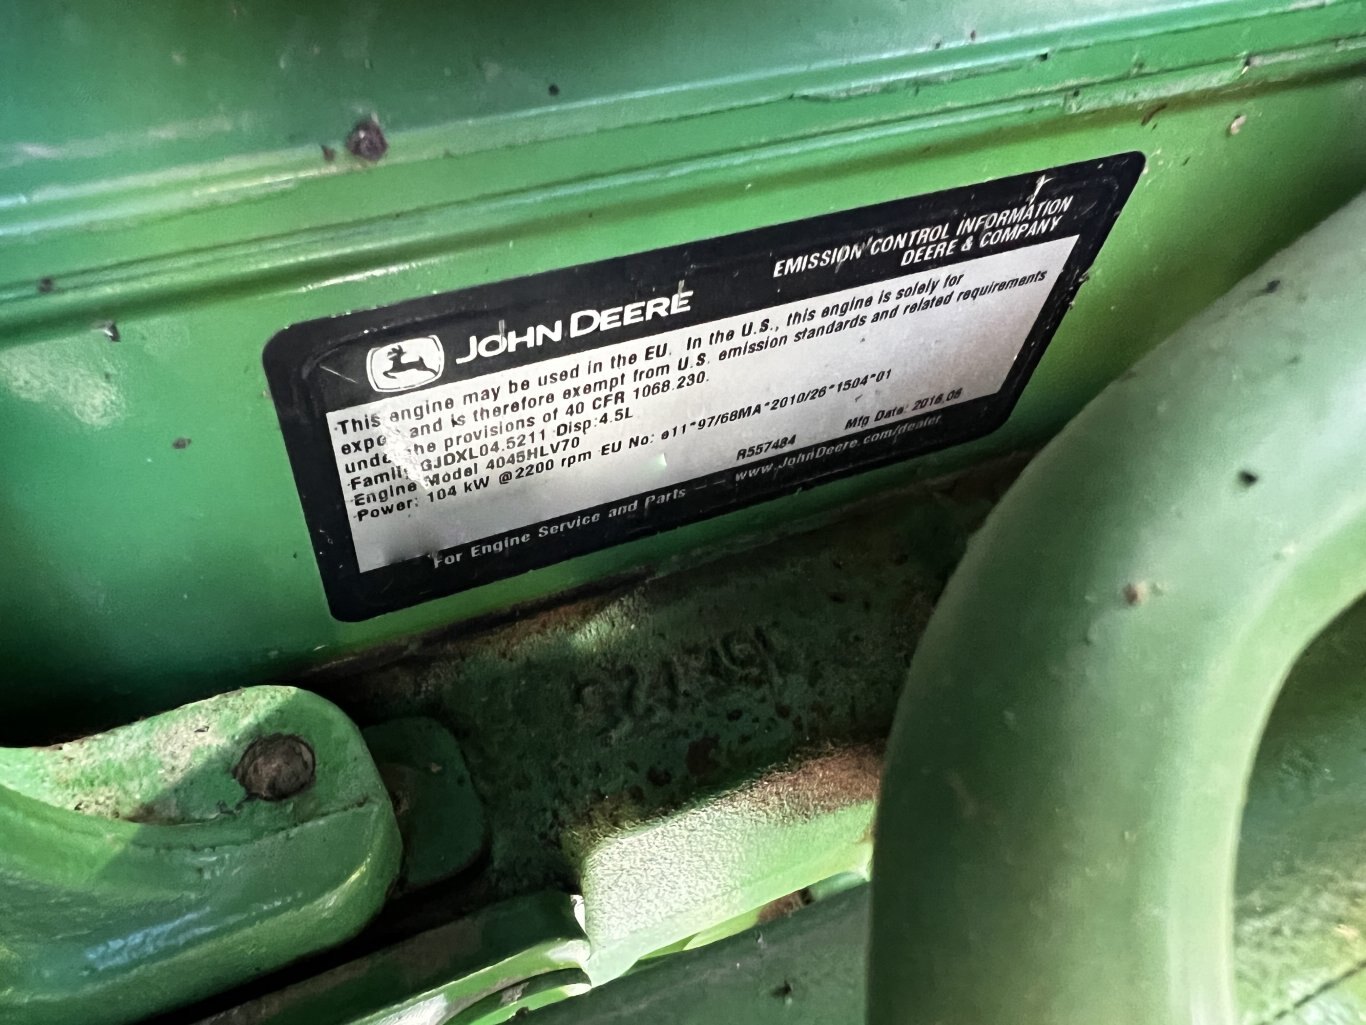 EMISSION CONTROL INFORMATION
DEERE & COMPANY
JOHN DEERE
This engine may be used in the EU. In the U.S., this engine is solely for
export and is therefore exempt from U.S. emission standards and related requirements
under the provisions of 40 CFR 1068.230.
Family GJDXL04.5211 Disp:4.5L
Engine Model 4045HLV70
Power: 104 kW @2200 rpm EU No: e11*97/68MA*2010/26*1504*01
R557484 Mfg Date: 2016.06
For Engine Service and Parts -- www.JohnDeere.com/dealer